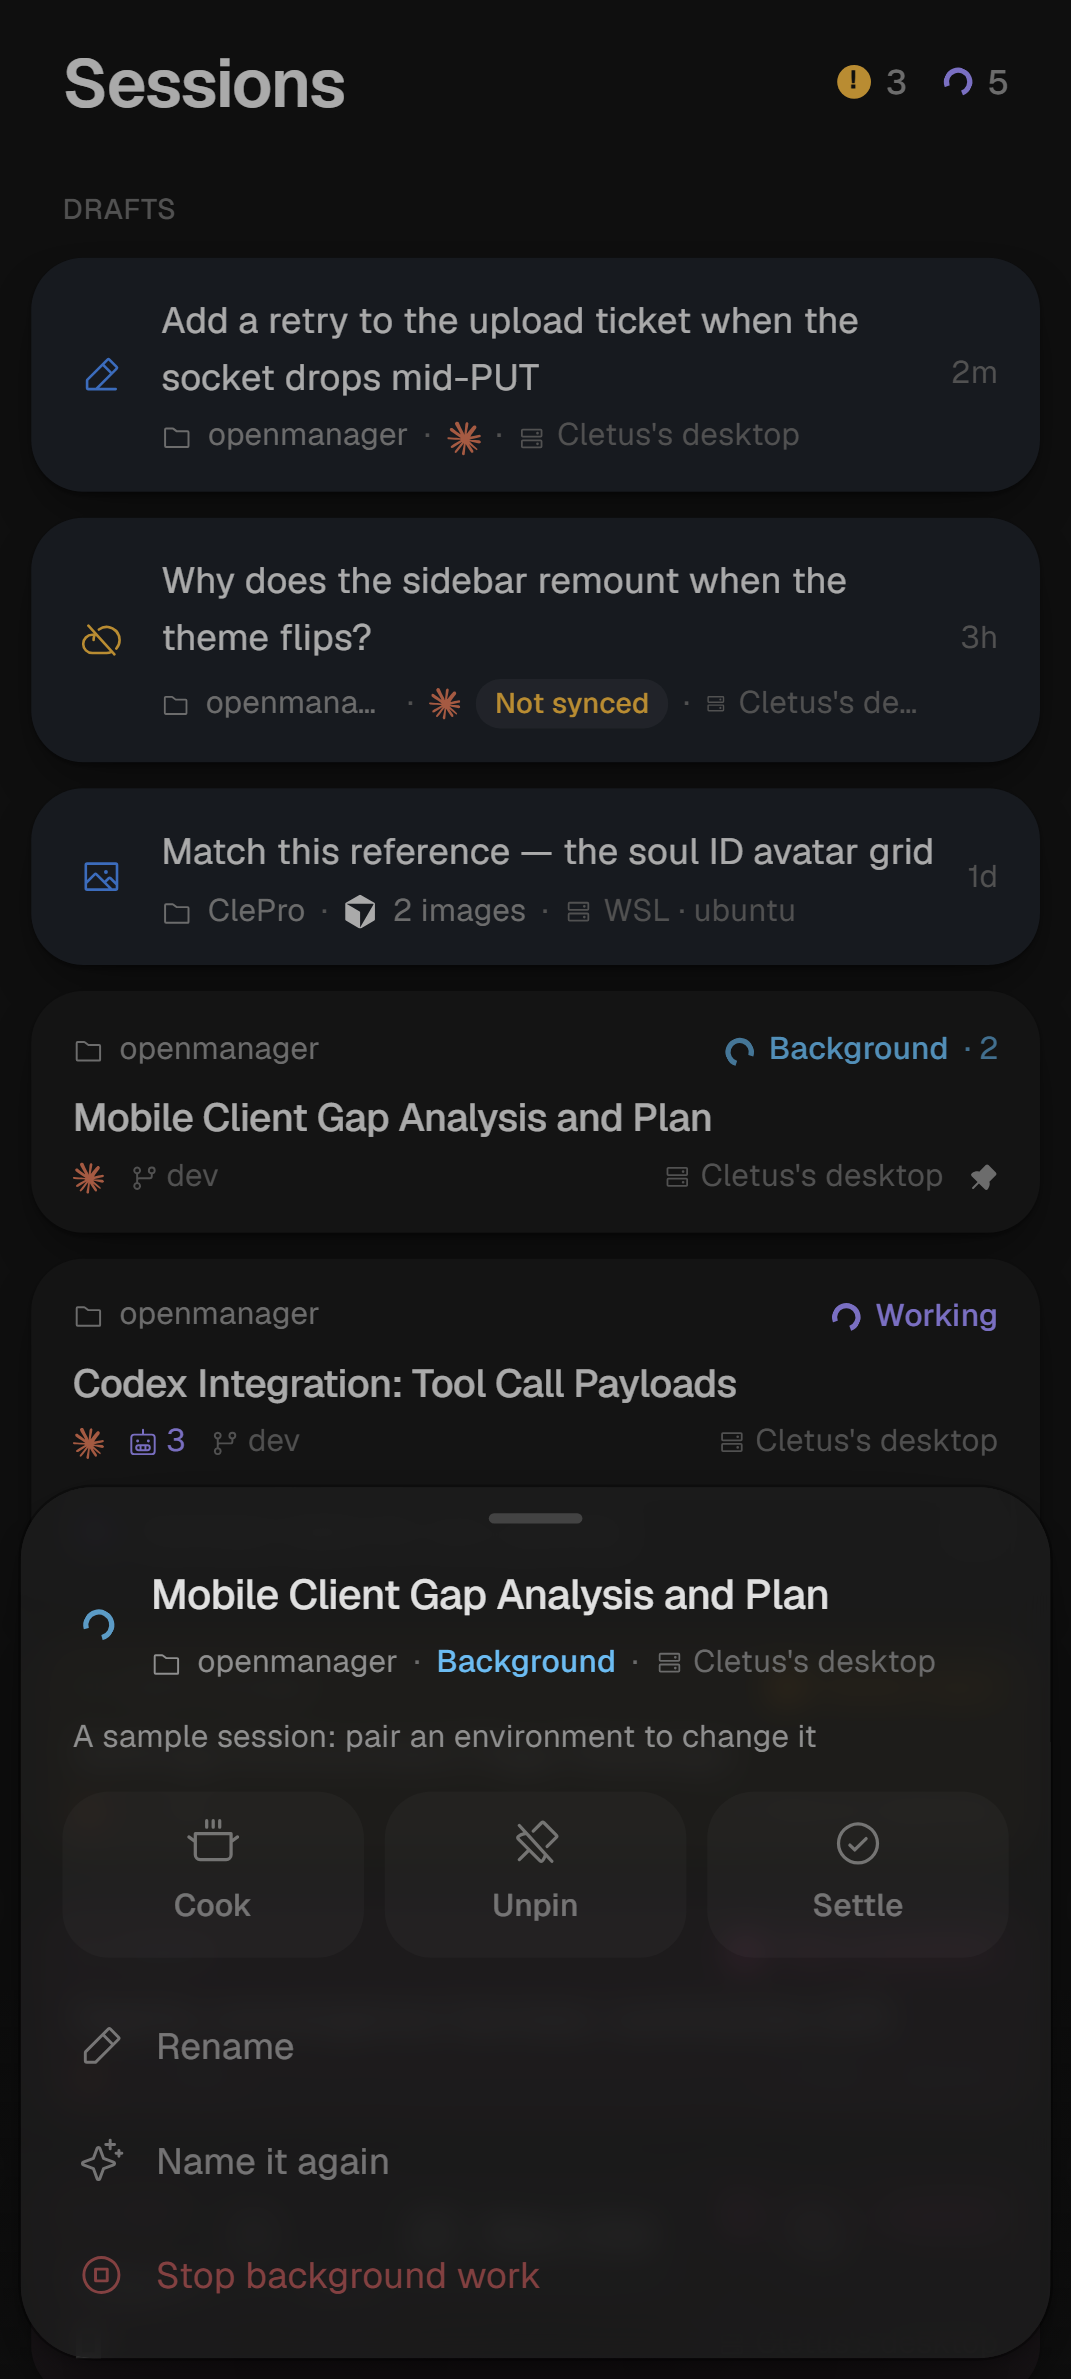 Sessions
! 3 5
DRAFTS
Add a retry to the upload ticket when the
socket drops mid-PUT
2m
openmanager · · Cletus's desktop
Why does the sidebar remount when the
theme flips?
3h
openmana... · Not synced · Cletus's de...
Match this reference — the soul ID avatar grid
1d
ClePro · 2 images · WSL · ubuntu
openmanager
Background · 2
Mobile Client Gap Analysis and Plan
dev
Cletus's desktop
openmanager
Working
Codex Integration: Tool Call Payloads
3 dev
Cletus's desktop
Mobile Client Gap Analysis and Plan
openmanager · Background · Cletus's desktop
A sample session: pair an environment to change it
Cook
Unpin
Settle
Rename
Name it again
Stop background work